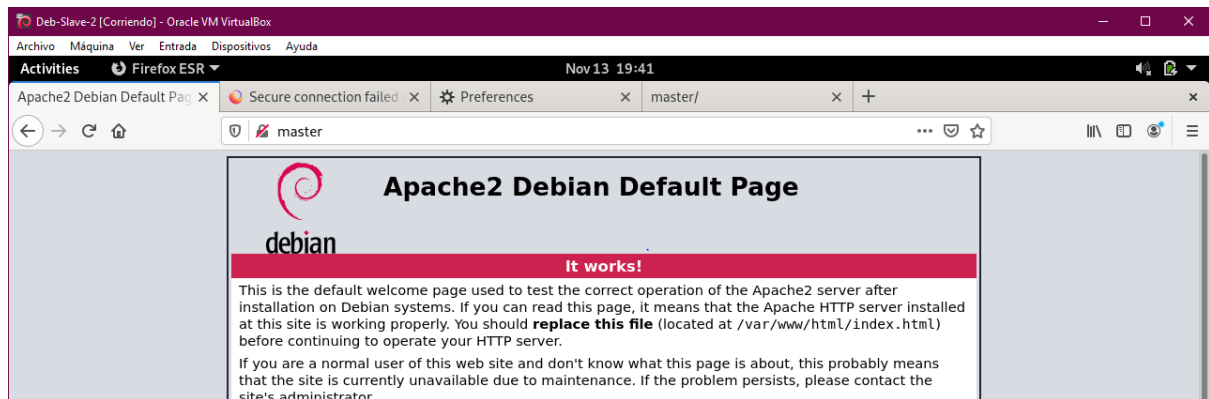 Deb-Slave-2 [Corriendo] - Oracle VM VirtualBox
Archivo Máquina Ver Entrada Dispositivos Ayuda
Activities Firefox ESR Nov 13 19:41
Apache2 Debian Default Pag Secure connection failed Preferences master/
master
debian
Apache2 Debian Default Page
It works!
This is the default welcome page used to test the correct operation of the Apache2 server after
installation on Debian systems. If you can read this page, it means that the Apache HTTP server installed
at this site is working properly. You should replace this file (located at /var/www/html/index.html)
before continuing to operate your HTTP server.
If you are a normal user of this web site and don't know what this page is about, this probably means
that the site is currently unavailable due to maintenance. If the problem persists, please contact the
site's administrator.